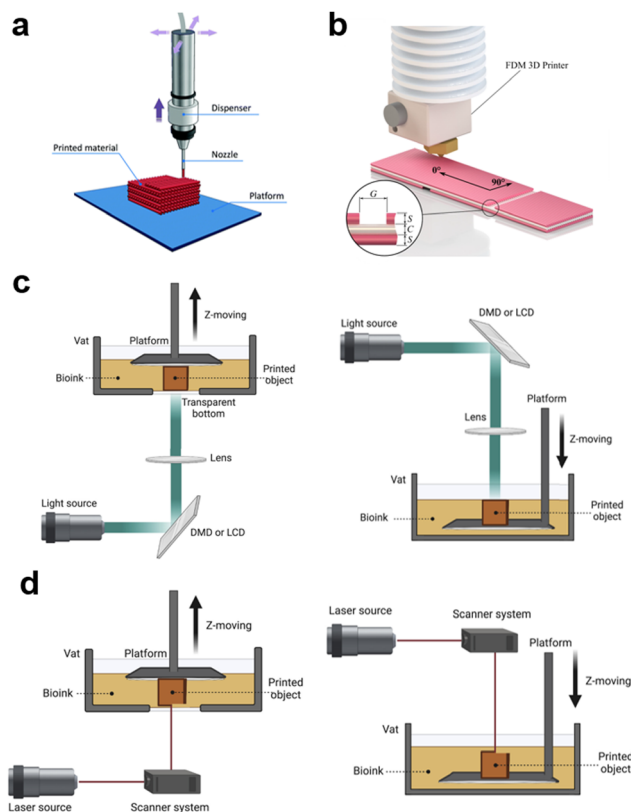 a
Dispenser
Printed material
Nozzle
Platform
b
FDM 3D Printer
0°
90°
G
S
C
S
c
Z-moving
Vat
Platform
Bioink
Printed
object
Transparent
bottom
Lens
Light source
DMD or LCD
DMD or LCD
Light source
Platform
Lens
Z-moving
Vat
Bioink
Printed
object
d
Z-moving
Platform
Vat
Bioink
Printed
object
Laser source
Scanner system
Scanner system
Laser source
Platform
Z-moving
Vat
Bioink
Printed
object